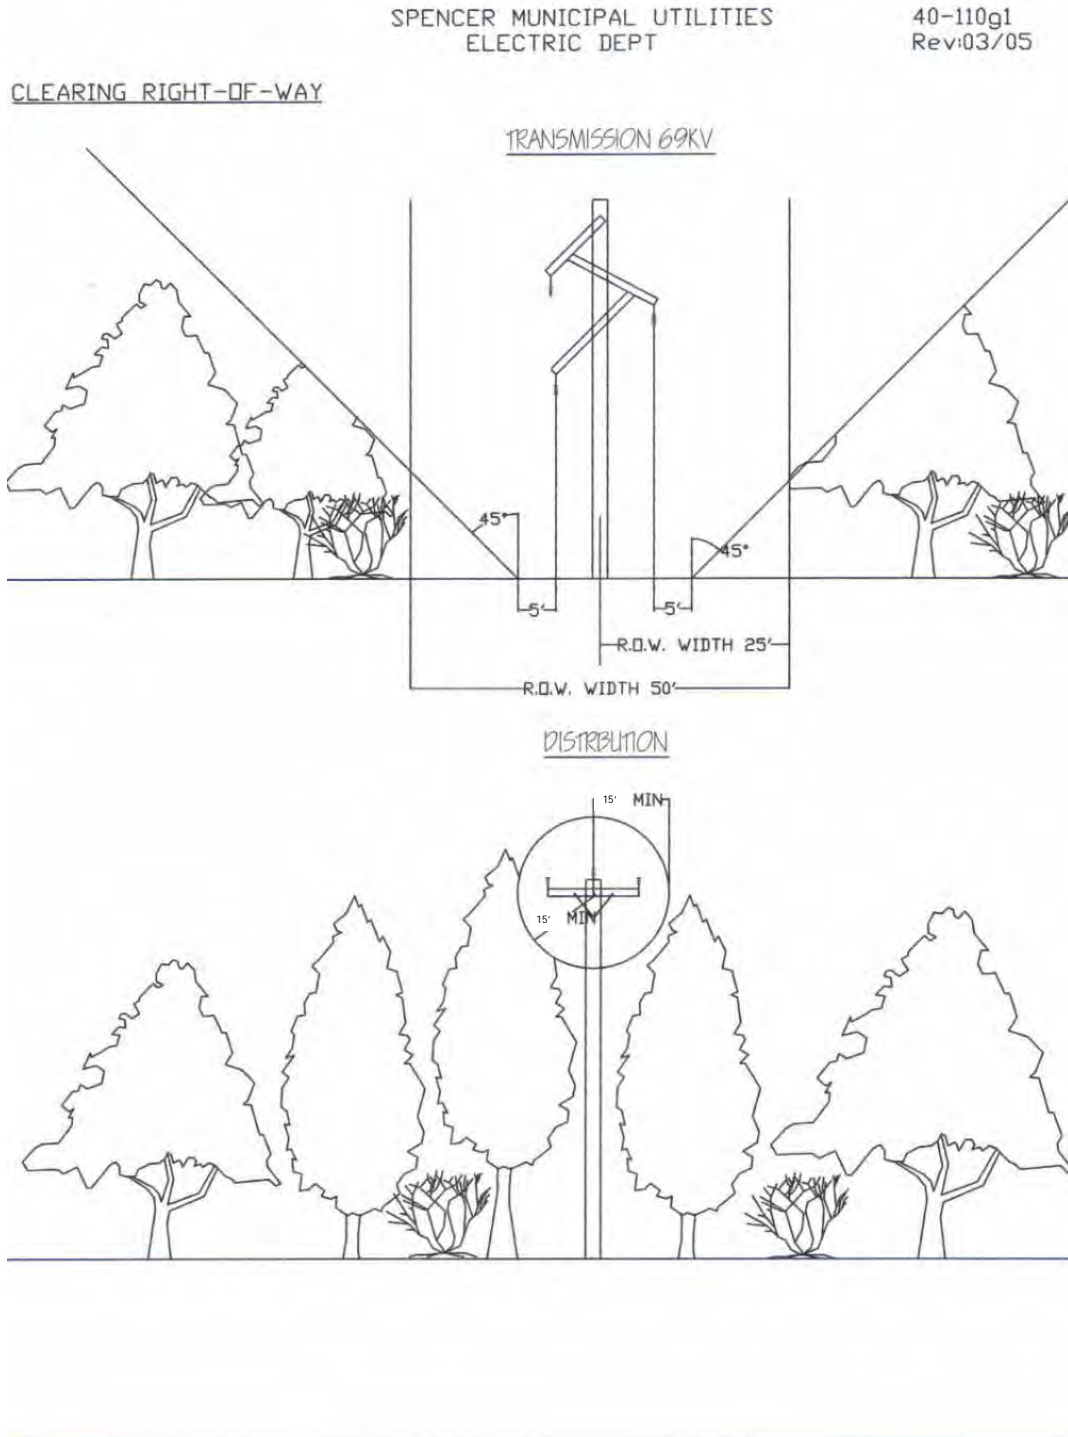 SPENCER MUNICIPAL UTILITIES
ELECTRIC DEPT
40-110g1
Rev:03/05
CLEARING RIGHT-OF-WAY
TRANSMISSION 69KV
45°
45°
5'
5'
R.O.W. WIDTH 25'
R.O.W. WIDTH 50'
DISTRBUTION
15' MIN
15' MIN